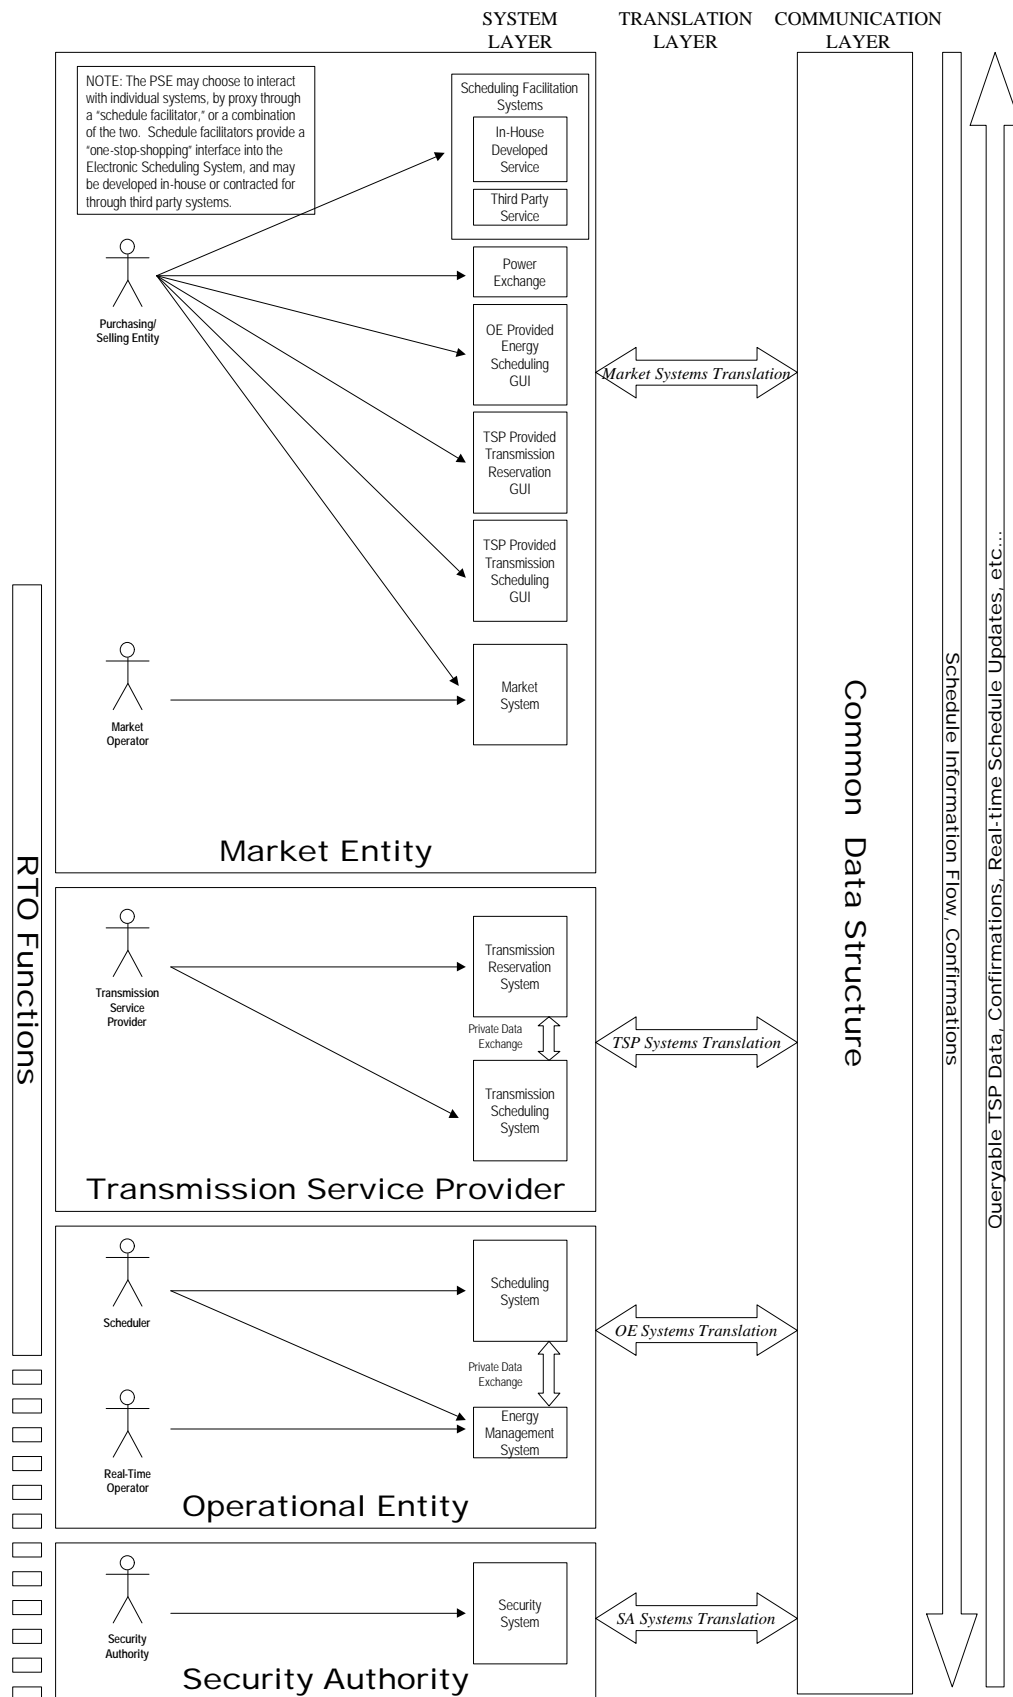 SYSTEM
LAYER
TRANSLATION
LAYER
COMMUNICATION
LAYER
NOTE: The PSE may choose to interact
with individual systems, by proxy through
a "schedule facilitator," or a combination
of the two. Schedule facilitators provide a
"one-stop-shopping" interface into the
Electronic Scheduling System, and may
be developed in-house or contracted for
through third party systems.
Scheduling Facilitation
Systems
In-House
Developed
Service
Third Party
Service
Purchasing/
Selling Entity
Power
Exchange
OE Provided
Energy
Scheduling
GUI
Market Systems Translation
TSP Provided
Transmission
Reservation
GUI
TSP Provided
Transmission
Scheduling
GUI
Market
Operator
Market
System
Market Entity
Transmission
Service
Provider
Transmission
Reservation
System
Private Data
Exchange
TSP Systems Translation
Transmission
Scheduling
System
Transmission Service Provider
Scheduler
Scheduling
System
OE Systems Translation
Private Data
Exchange
Real-Time
Operator
Energy
Management
System
Operational Entity
Security
Authority
Security
System
SA Systems Translation
Security Authority
RTO Functions
Common Data Structure
Schedule Information Flow, Confirmations
Queryable TSP Data, Confirmations, Real-time Schedule Updates, etc...